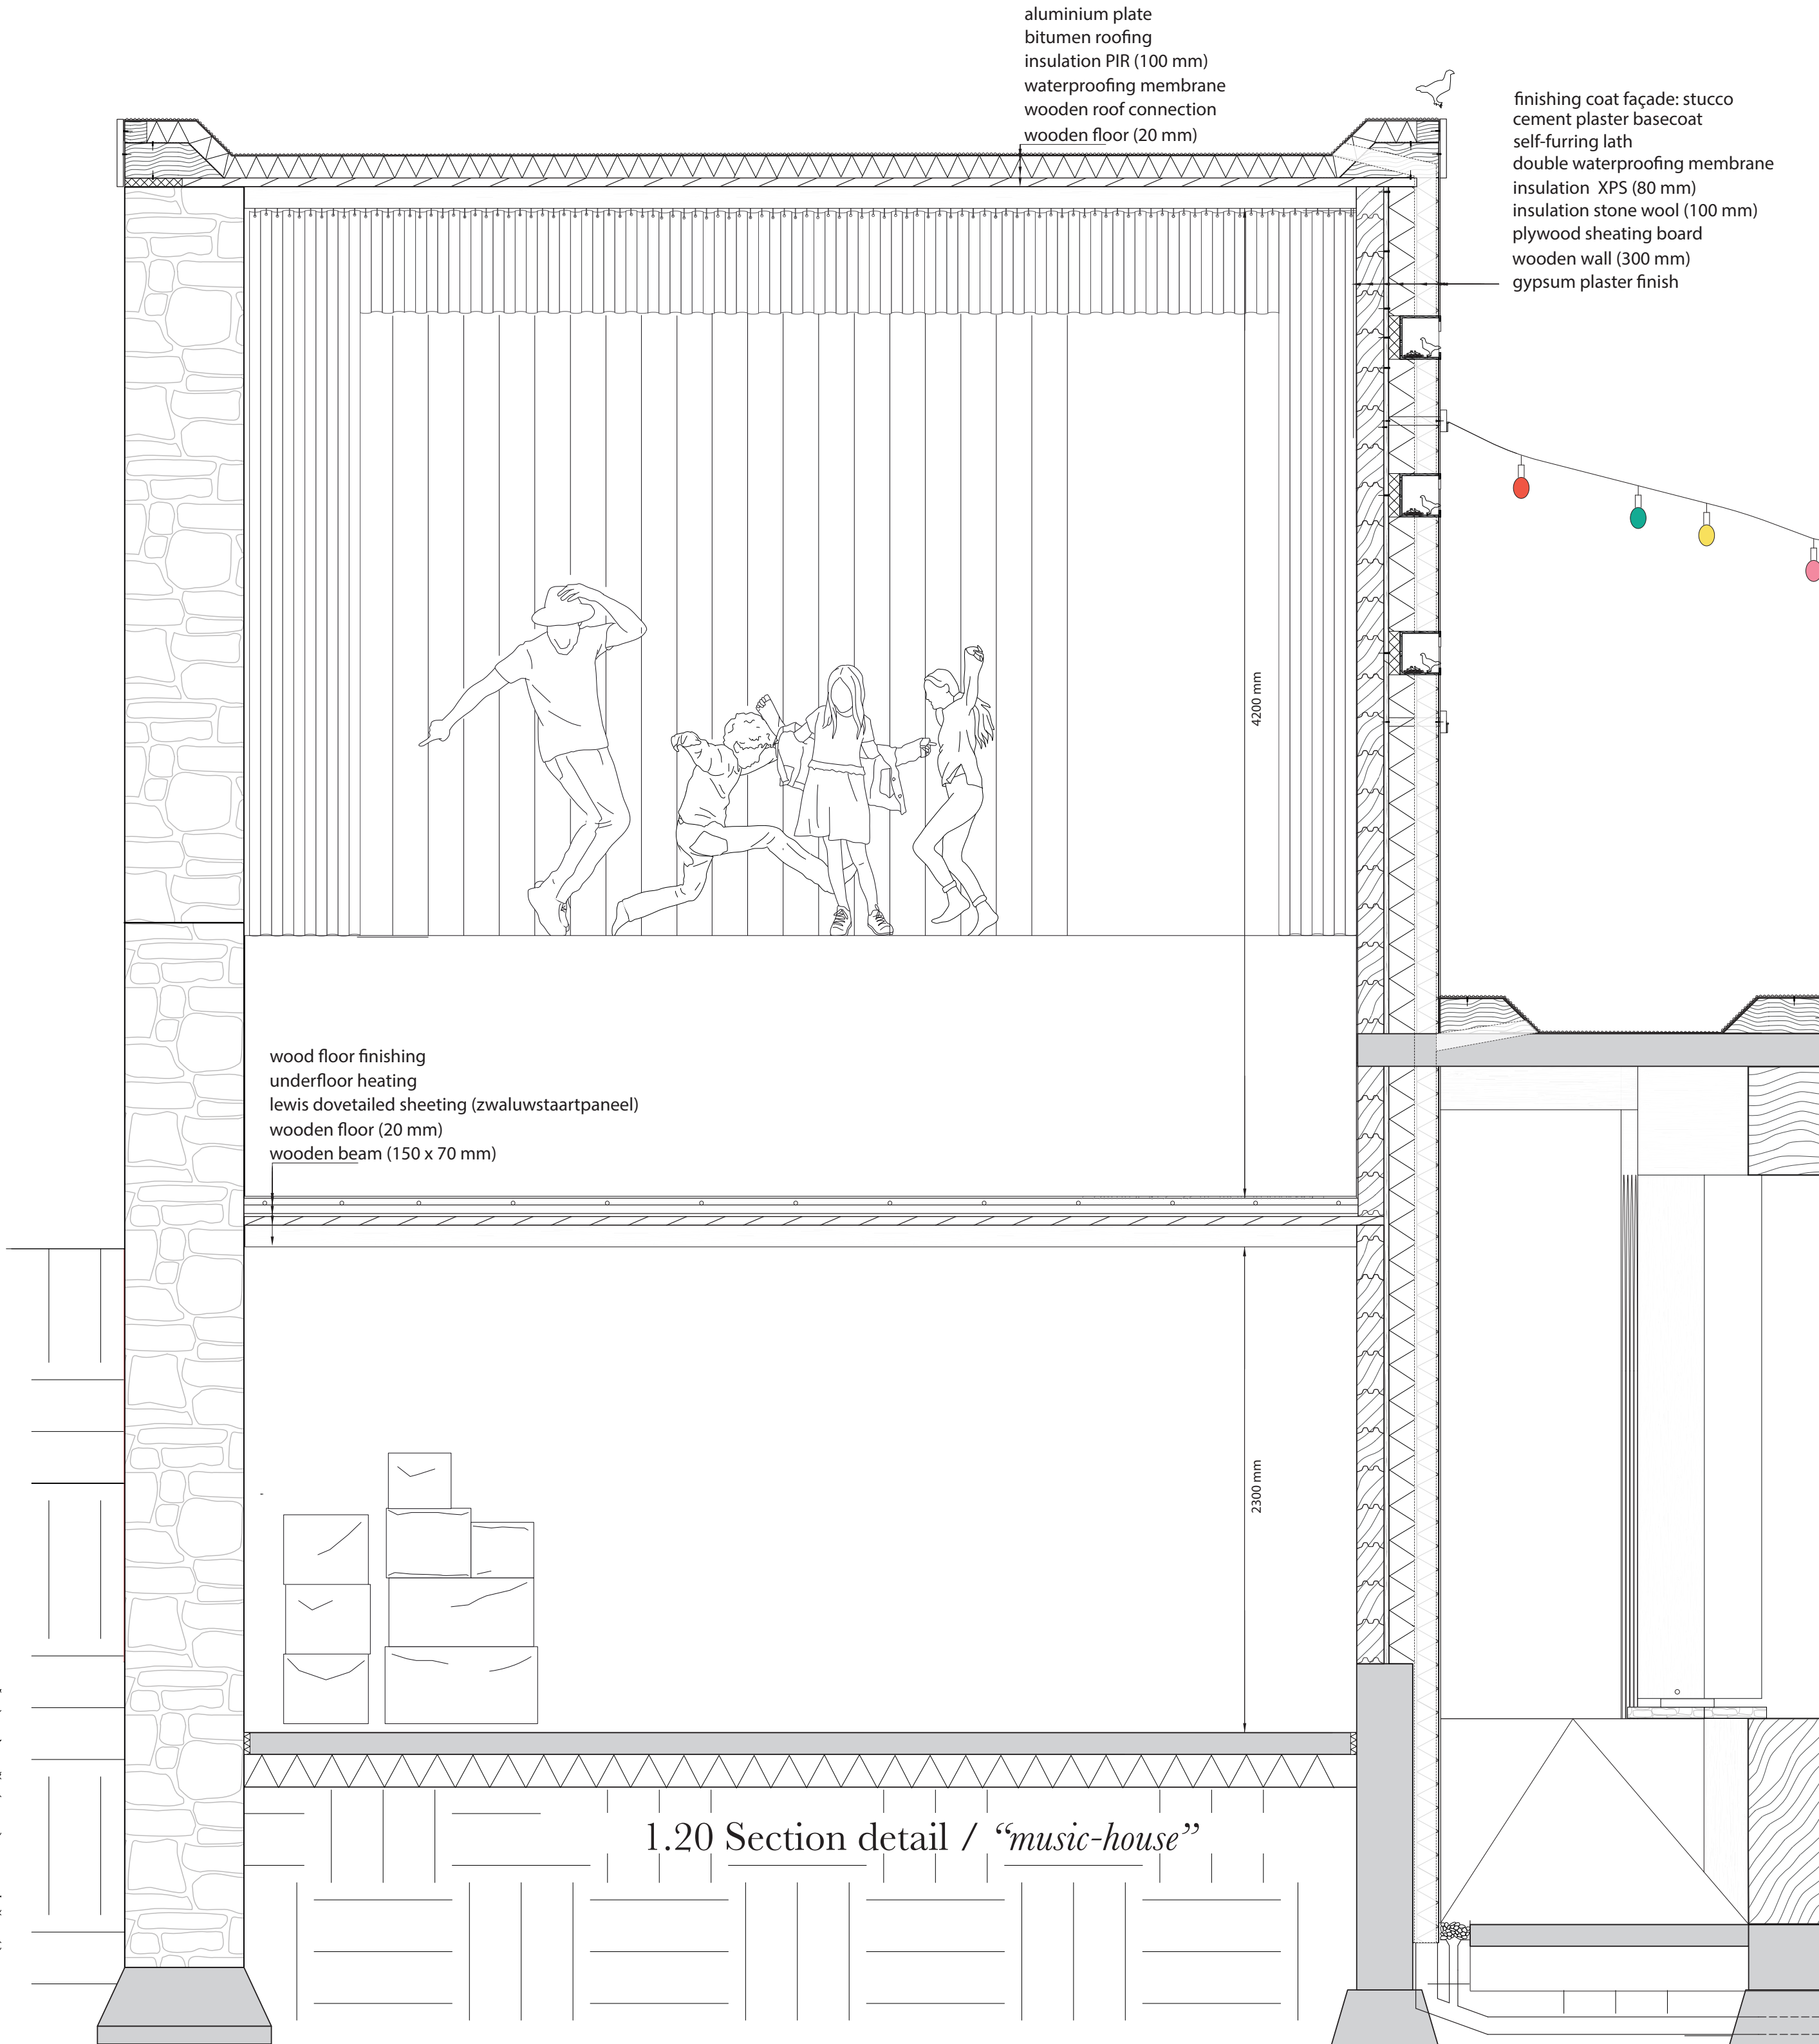 aluminium plate
bitumen roofing
insulation PIR (100 mm)
waterproofing membrane
wooden roof connection
wooden floor (20 mm)
finishing coat façade: stucco
cement plaster basecoat
self-furring lath
double waterproofing membrane
insulation  XPS (80 mm)
insulation stone wool (100 mm)
plywood sheating board
wooden wall (300 mm)
gypsum plaster finish
4200 mm
wood floor finishing
underfloor heating
lewis dovetailed sheeting (zwaluwstaartpaneel)
wooden floor (20 mm)
wooden beam (150 x 70 mm)
2300 mm
1.20 Section detail / “music-house”